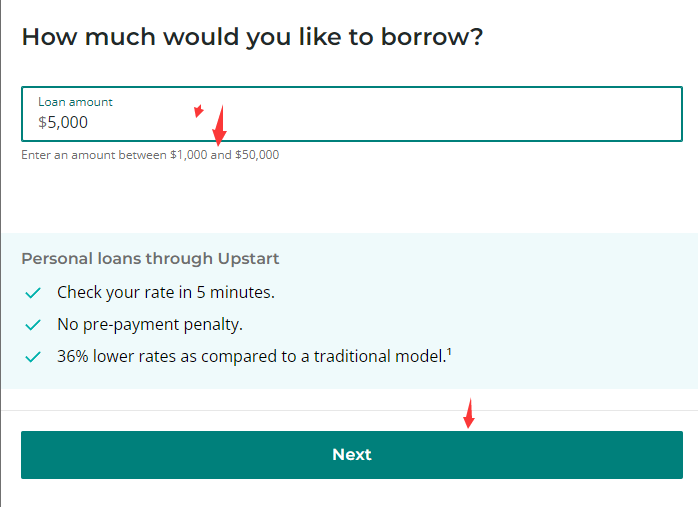 How much would you like to borrow?
Loan amount
$5,000
Enter an amount between $1,000 and $50,000
Personal loans through Upstart
Check your rate in 5 minutes.
No pre-payment penalty.
36% lower rates as compared to a traditional model.¹
Next